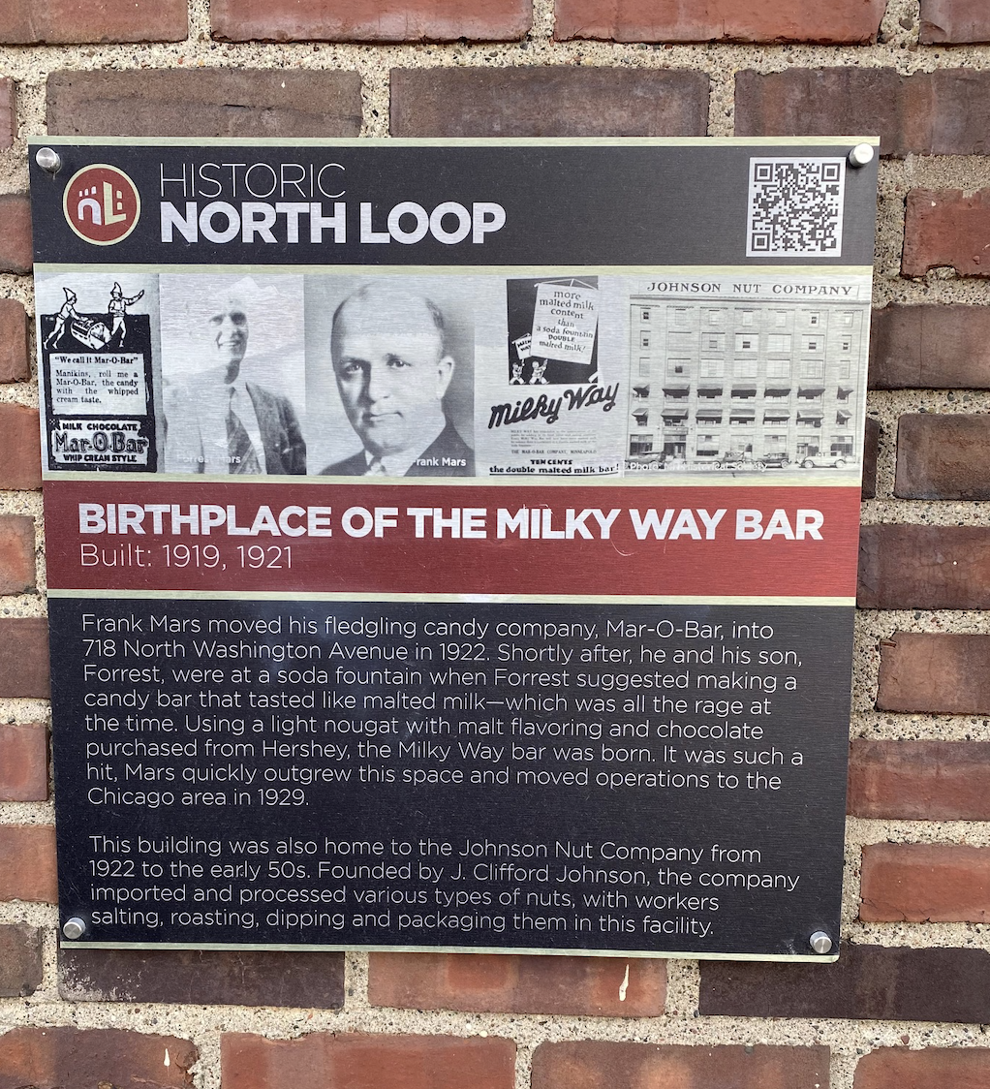 HISTORIC
NORTH LOOP
"We call it Mar-O-Bar"
Manikins, roll me a
Mar-O-Bar, the candy
with the whipped
cream taste.
MILK CHOCOLATE
Mar-O-Bar
WHIP CREAM STYLE
Frank Mars
more
malted milk
content
than
a soda fountain
DOUBLE
malted milk!
Milky Way
TEN CENTS
the double malted milk bar!
JOHNSON NUT COMPANY
Photo
BIRTHPLACE OF THE MILKY WAY BAR
Built: 1919, 1921
Frank Mars moved his fledgling candy company, Mar-O-Bar, into
718 North Washington Avenue in 1922. Shortly after, he and his son,
Forrest, were at a soda fountain when Forrest suggested making a
candy bar that tasted like malted milk—which was all the rage at
the time. Using a light nougat with malt flavoring and chocolate
purchased from Hershey, the Milky Way bar was born. It was such a
hit, Mars quickly outgrew this space and moved operations to the
Chicago area in 1929.
This building was also home to the Johnson Nut Company from
1922 to the early 50s. Founded by J. Clifford Johnson, the company
imported and processed various types of nuts, with workers
salting, roasting, dipping and packaging them in this facility.